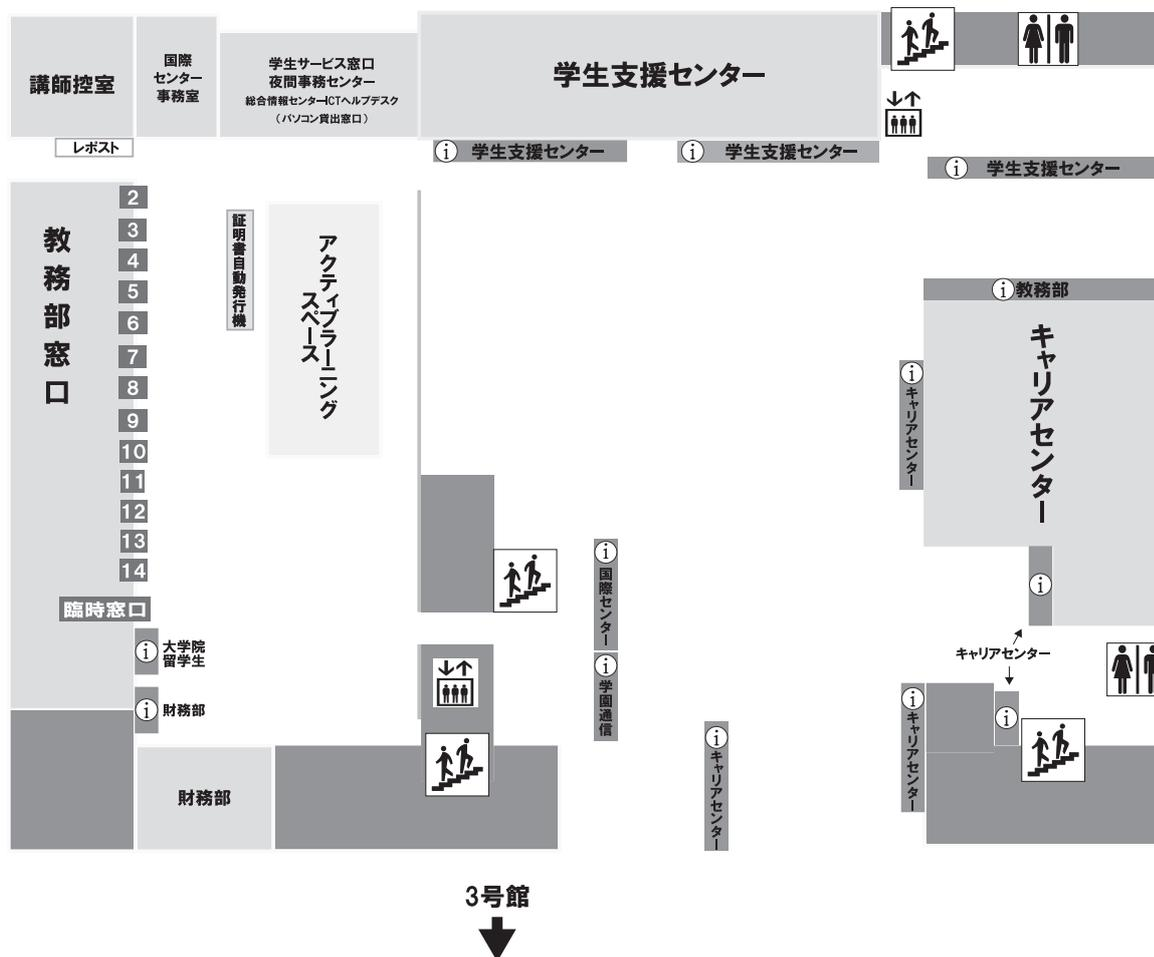 講師控室
国際
センター
事務室
学生サービス窓口
夜間事務センター
総合情報センターICTヘルプデスク
（パソコン貸出窓口）
学生支援センター
レポスト
i 学生支援センター
i 学生支援センター
i 学生支援センター
教務部窓口
2
3
4
5
6
7
8
9
10
11
12
13
14
臨時窓口
証明書自動発行機
アクティブラーニング
スペース
i 教務部
キャリアセンター
i キャリアセンター
i
i 国際センター
i 学園通信
i 大学院
留学生
i 財務部
キャリアセンター
i
i キャリアセンター
i キャリアセンター
財務部
3号館